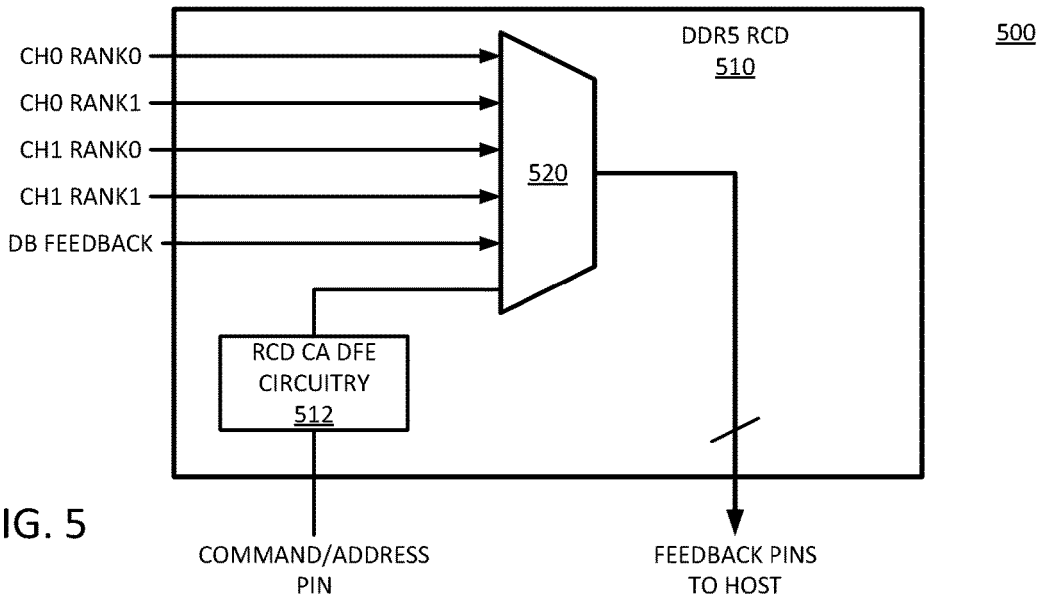 DDR5 RCD
510
500
CH0 RANK0
CH0 RANK1
CH1 RANK0
CH1 RANK1
DB FEEDBACK
520
RCD CA DFE
CIRCUITRY
512
IG. 5
COMMAND/ADDRESS
PIN
FEEDBACK PINS
TO HOST